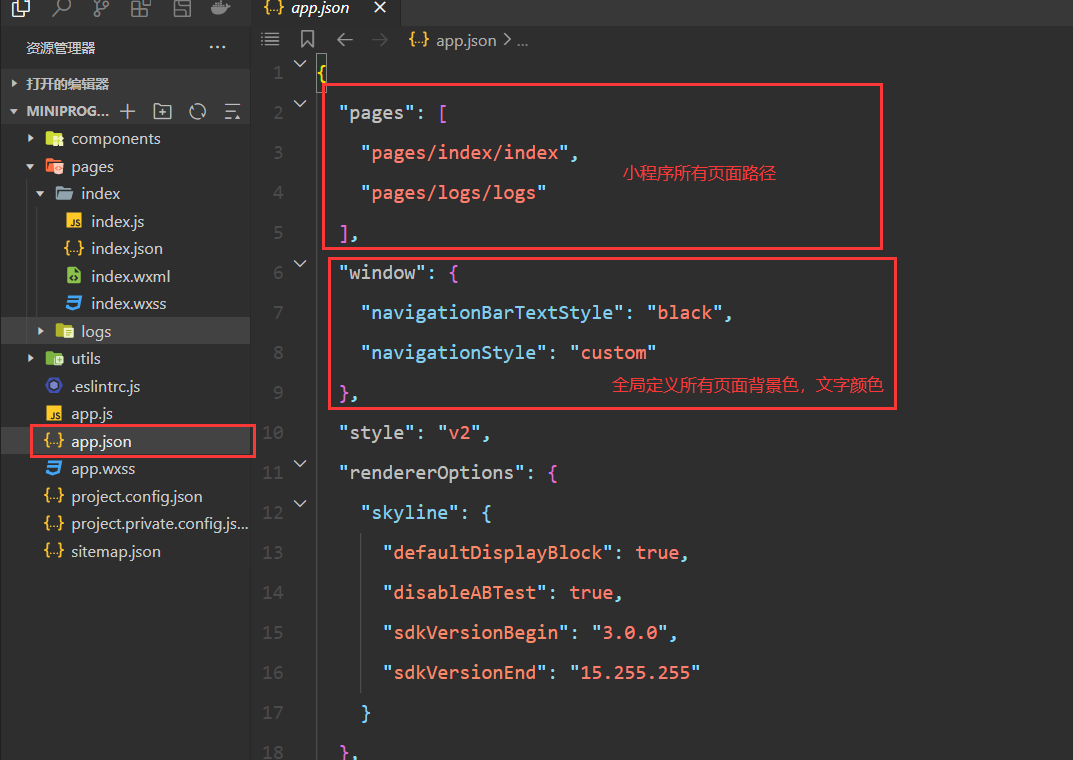 app.json
资源管理器
app.json
...
打开的编辑器
MINIPROG...
components
pages
index
index.js
index.json
index.wxml
index.wxss
logs
utils
.eslintrc.js
app.js
app.json
app.wxss
project.config.json
project.private.config.js...
sitemap.json
1 {
2 "pages": [
3 "pages/index/index",
小程序所有页面路径
4 "pages/logs/logs"
5 ],
6 "window": {
7 "navigationBarTextStyle": "black",
8 "navigationStyle": "custom"
全局定义所有页面背景色，文字颜色
9 },
10 "style": "v2",
11 "rendererOptions": {
12 "skyline": {
13 "defaultDisplayBlock": true,
14 "disableABTest": true,
15 "sdkVersionBegin": "3.0.0",
16 "sdkVersionEnd": "15.255.255"
17 }
18 },